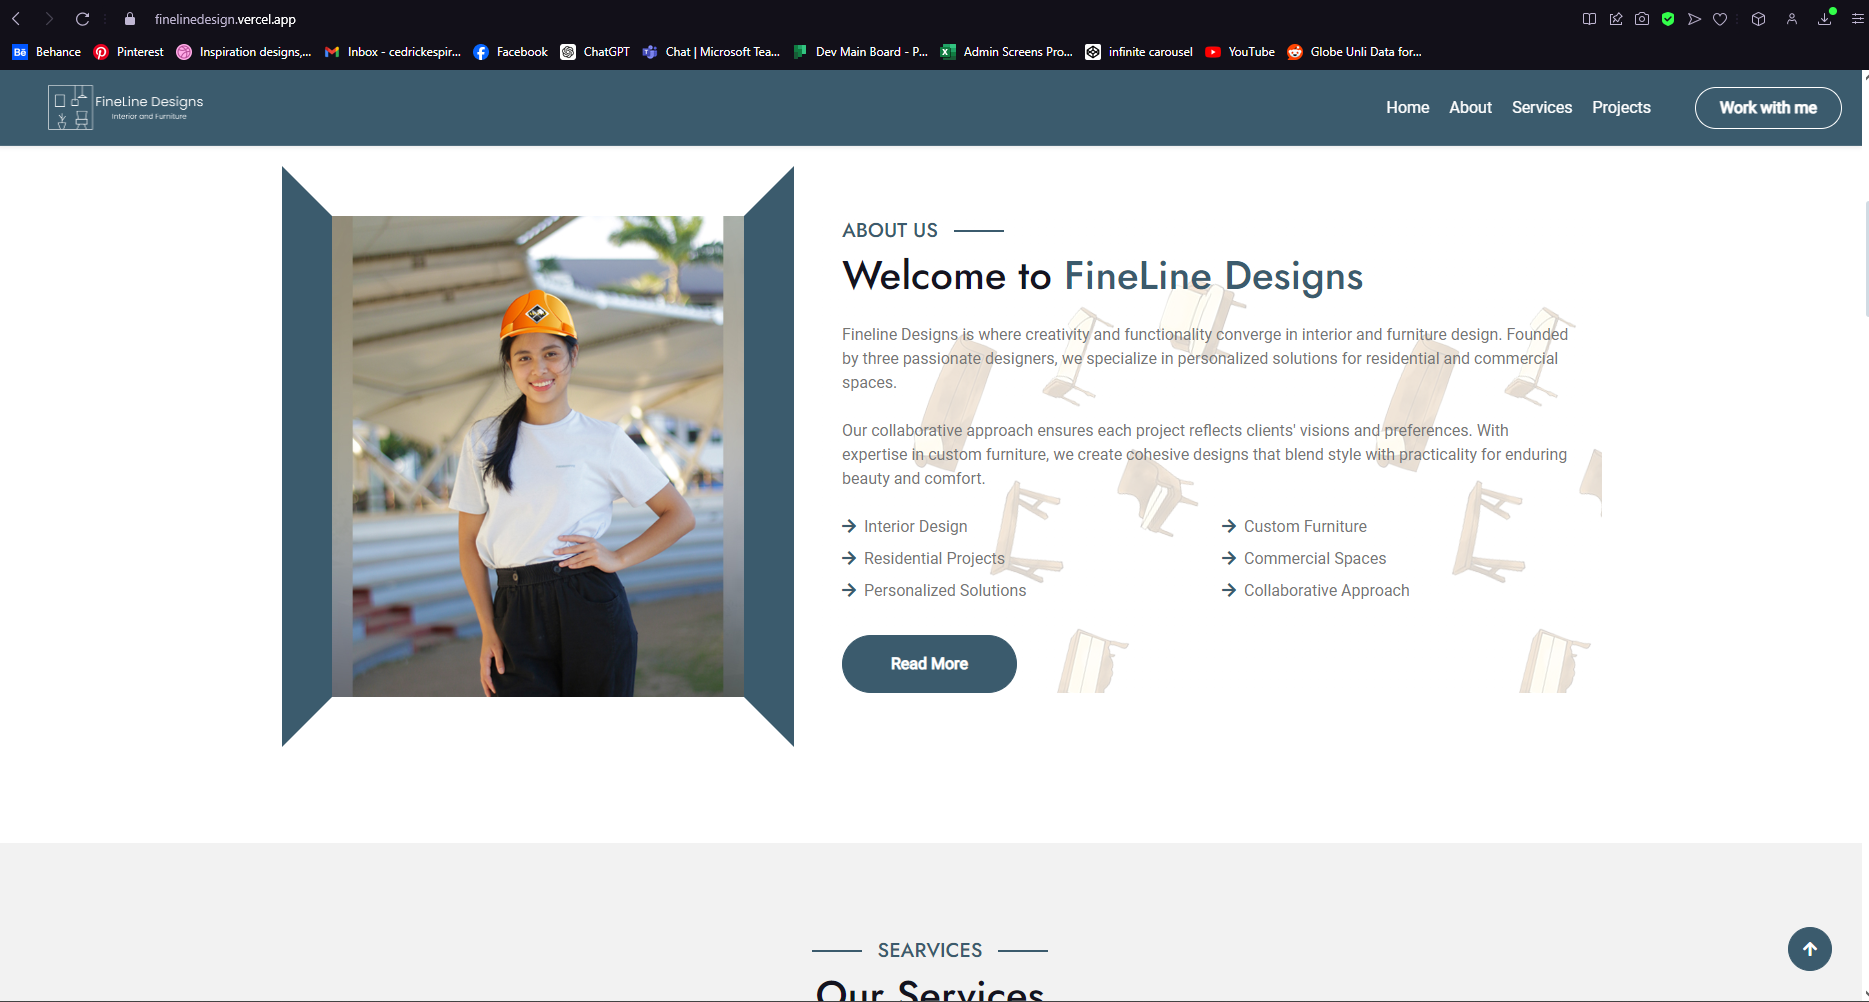 finelinedesign.vercel.app
Bē Behance
Pinterest
Inspiration designs,...
Inbox - cedrickespir...
Facebook
ChatGPT
Chat | Microsoft Tea...
Dev Main Board - P...
Admin Screens Pro...
infinite carousel
YouTube
Globe Unli Data for...
FineLine Designs
Interior and Furniture
Home
About
Services
Projects
Work with me
ABOUT US
Welcome to FineLine Designs
Fineline Designs is where creativity and functionality converge in interior and furniture design. Founded
by three passionate designers, we specialize in personalized solutions for residential and commercial
spaces.
Our collaborative approach ensures each project reflects clients' visions and preferences. With
expertise in custom furniture, we create cohesive designs that blend style with practicality for enduring
beauty and comfort.
Interior Design
Custom Furniture
Residential Projects
Commercial Spaces
Personalized Solutions
Collaborative Approach
Read More
SEARVICES
Our Services